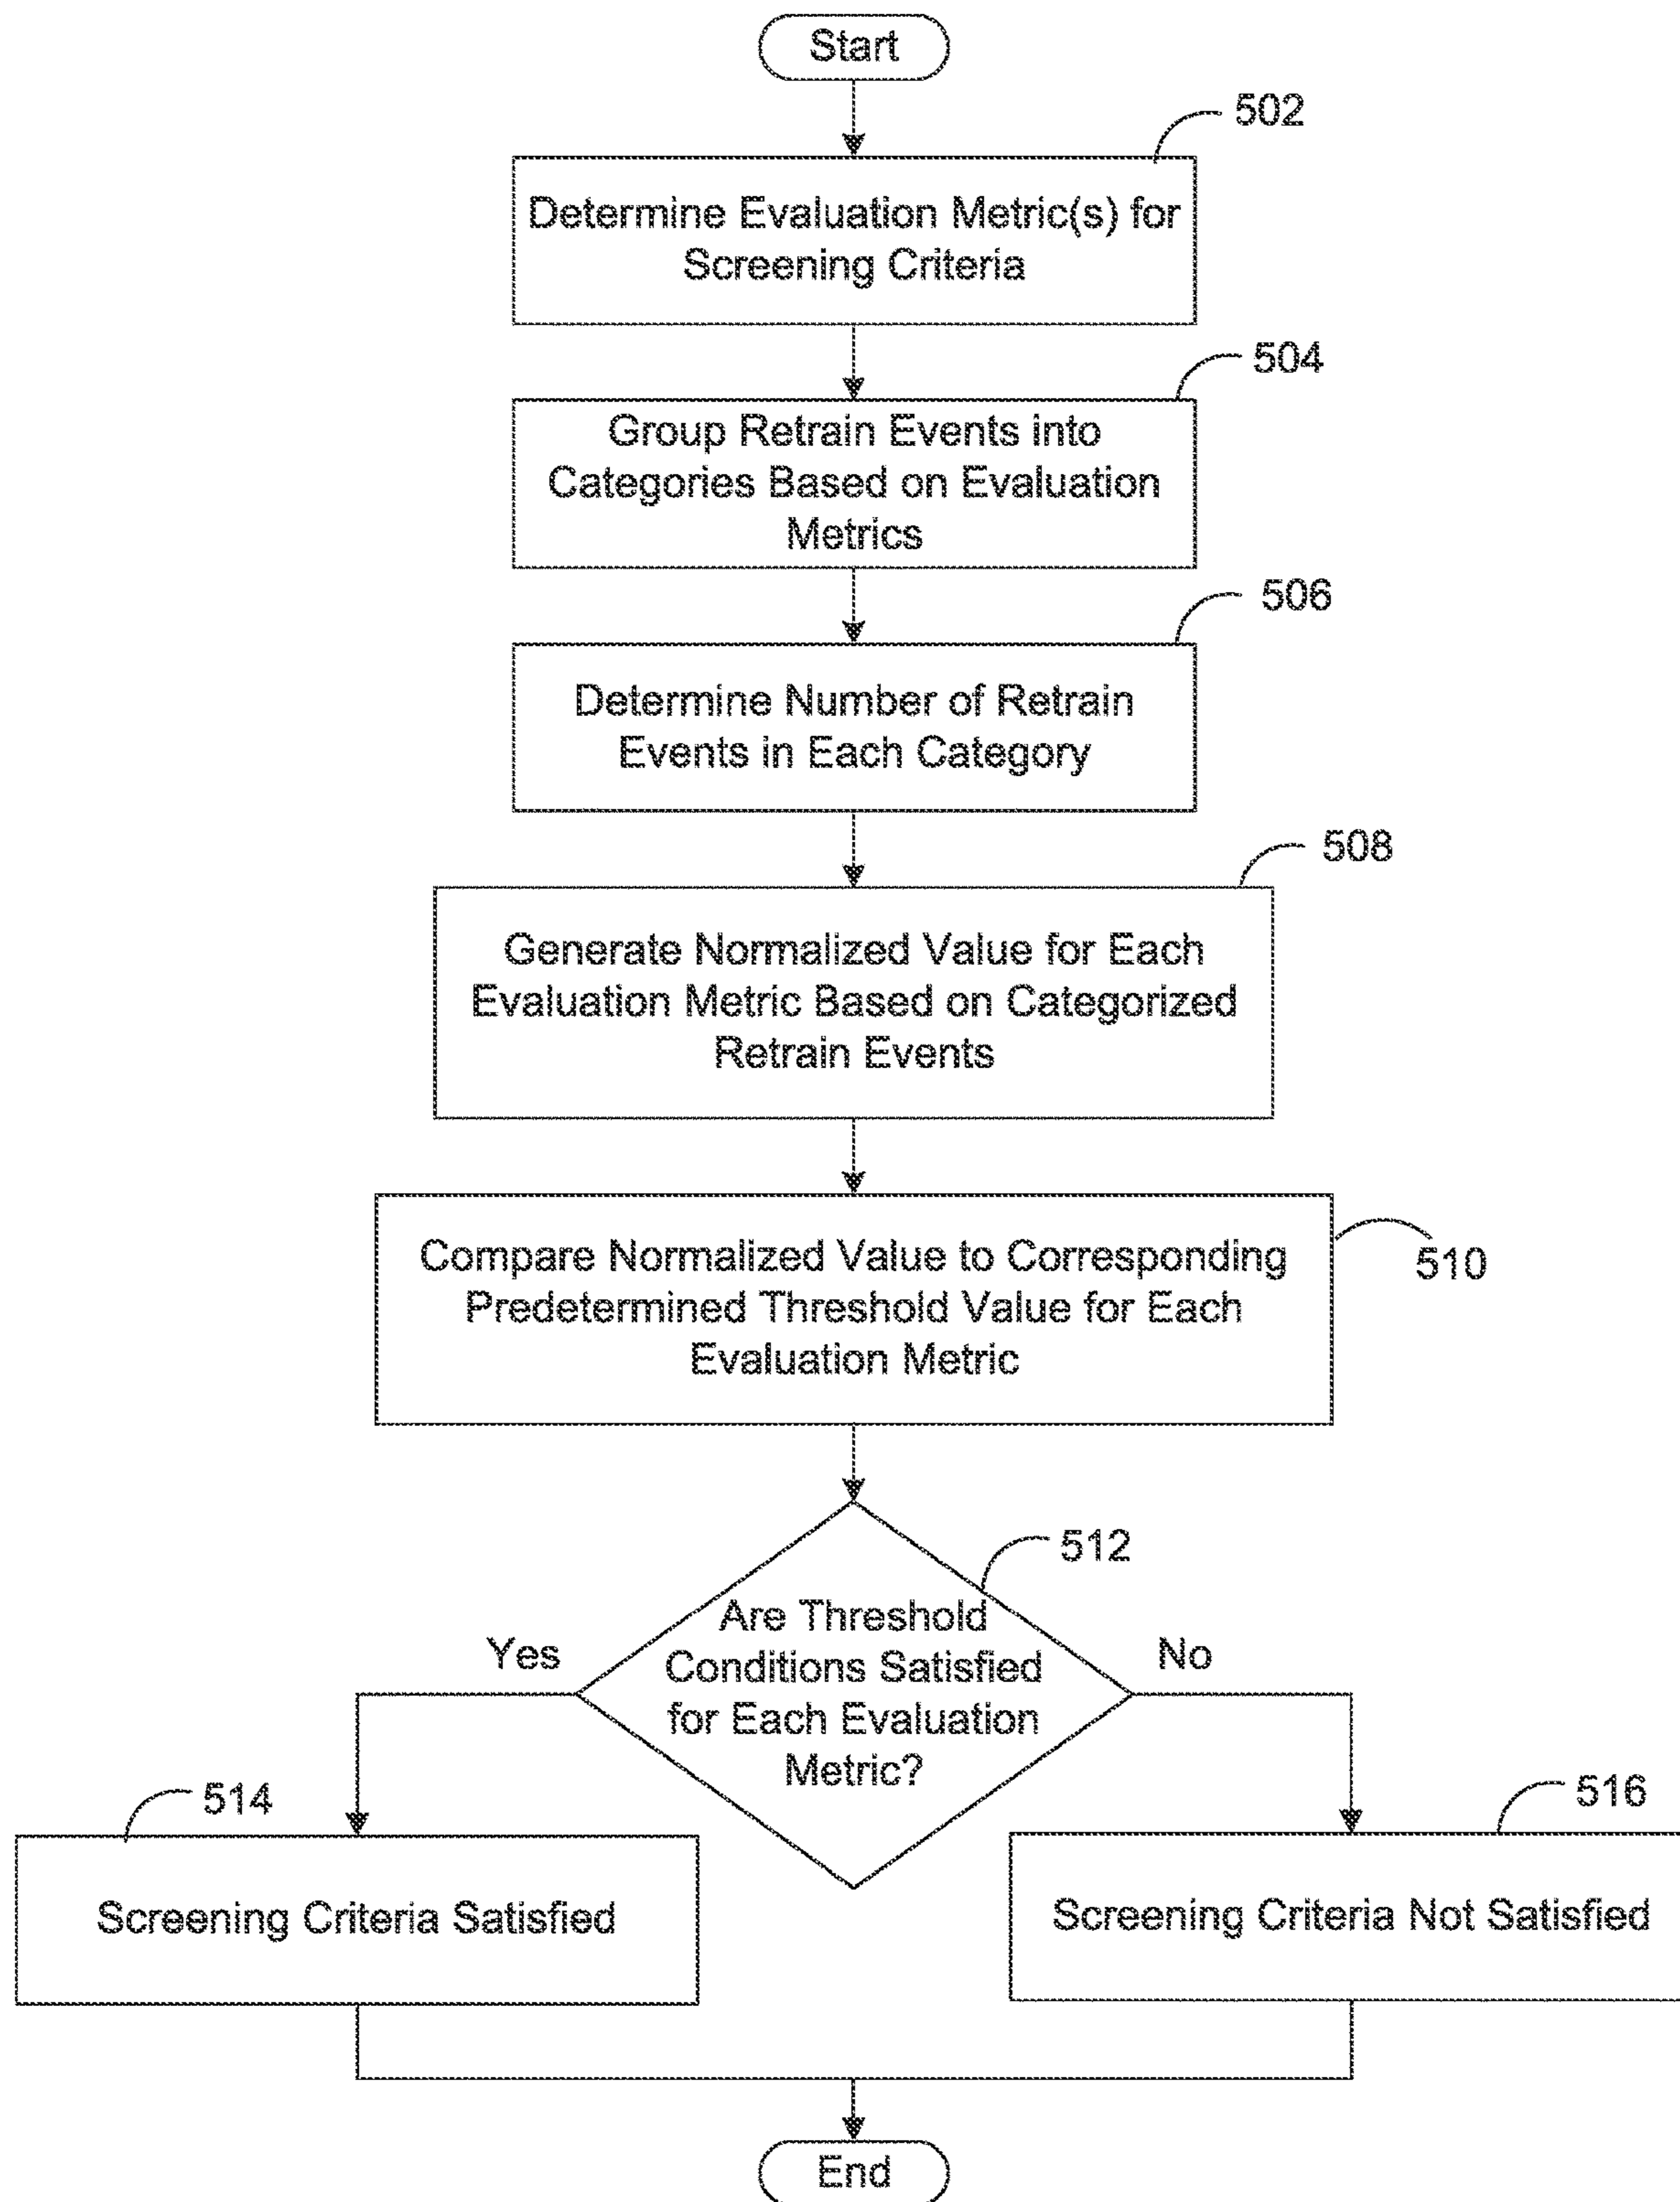 Start
502
Determine Evaluation Metric(s) for
Screening Criteria
504
Group Retrain Events into
Categories Based on Evaluation
Metrics
506
Determine Number of Retrain
Events in Each Category
508
Generate Normalized Value for Each
Evaluation Metric Based on Categorized
Retrain Events
510
Compare Normalized Value to Corresponding
Predetermined Threshold Value for Each
Evaluation Metric
512
Are Threshold
Conditions Satisfied
for Each Evaluation
Metric?
Yes
No
514
Screening Criteria Satisfied
516
Screening Criteria Not Satisfied
End